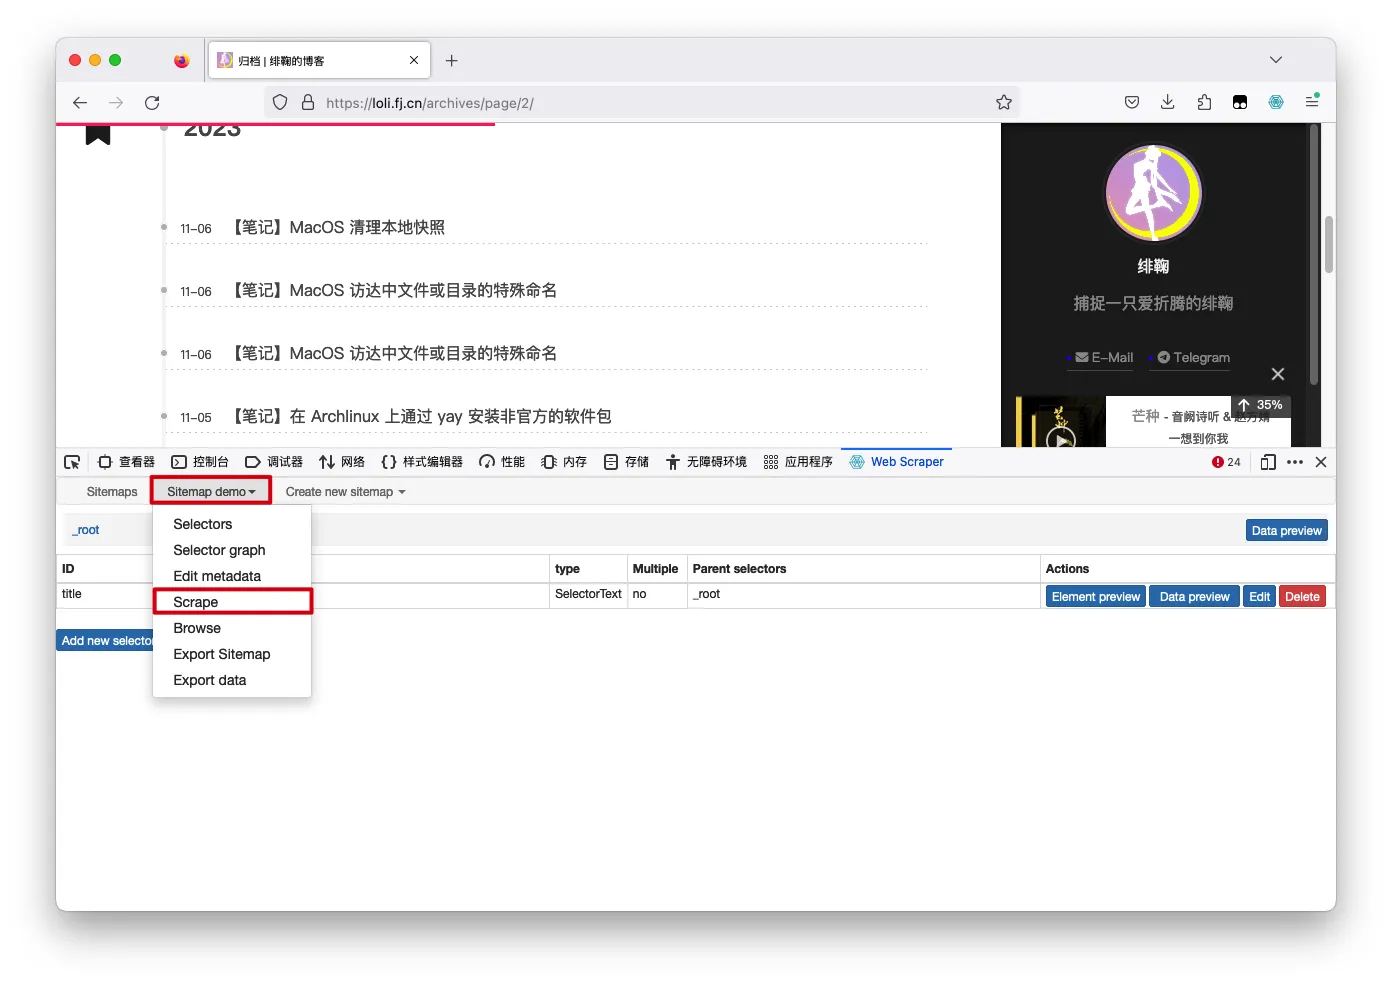 归档 | 绯鞠的博客
https://loli.fj.cn/archives/page/2/
2023
11-06 【笔记】MacOS 清理本地快照
11-06 【笔记】MacOS 访达中文件或目录的特殊命名
11-06 【笔记】MacOS 访达中文件或目录的特殊命名
11-05 【笔记】在 Archlinux 上通过 yay 安装非官方的软件包
绯鞠
捕捉一只爱折腾的绯鞠
E-Mail Telegram
35%
芒种 - 音阙诗听 & 赵方婧
一想到你我
查看器 控制台 调试器 网络 样式编辑器 性能 内存 存储 无障碍环境 应用程序 Web Scraper 24
Sitemaps Sitemap demo Create new sitemap
_root Data preview
Selectors
Selector graph
Edit metadata
Scrape
Browse
Export Sitemap
Export data
ID type Multiple Parent selectors Actions
title SelectorText no _root Element preview Data preview Edit Delete
Add new selector